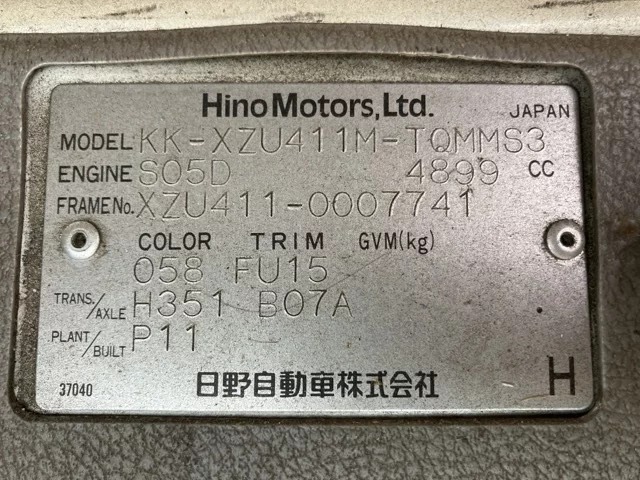 Hino Motors, Ltd. JAPAN
MODEL KK-XZU411M-TQMMS3
ENGINE S05D 4899 CC
FRAME No. XZU411-0007741
COLOR TRIM GVM(kg)
058 FU15
TRANS./AXLE H351 B07A
PLANT/BUILT P11
37040 日野自動車株式会社 H